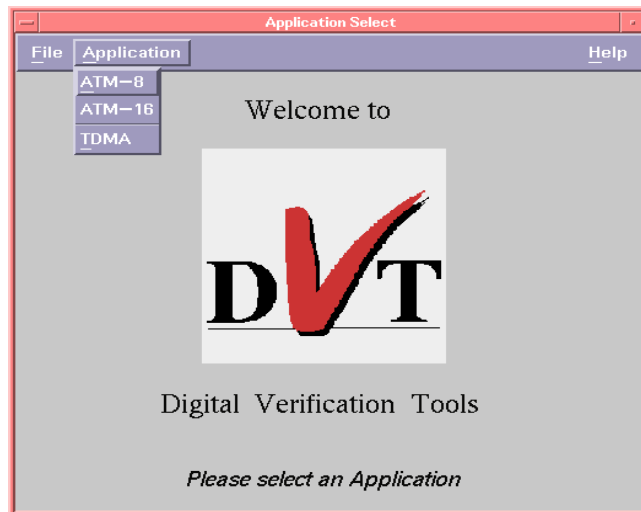 Application Select
File Application Help
ATM-8
ATM-16
TDMA
Welcome to
DVT
Digital Verification Tools
Please select an Application